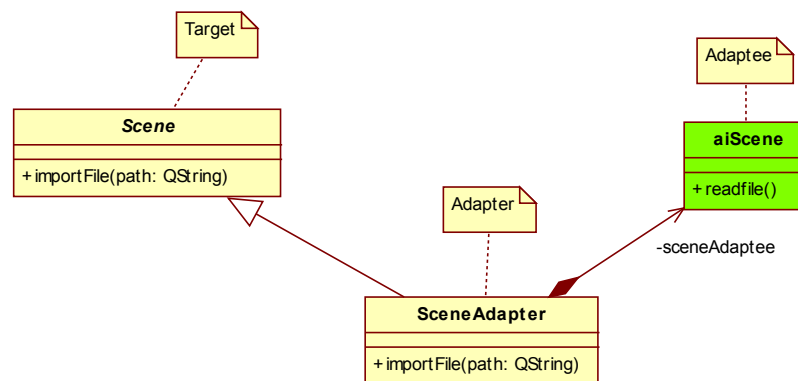 Target
Adaptee
Scene
aiScene
+importFile(path: QString)
+readfile()
Adapter
-sceneAdaptee
SceneAdapter
+importFile(path: QString)